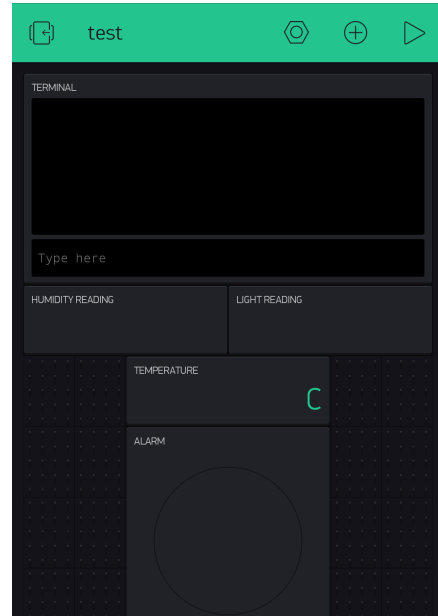 test
TERMINAL
Type here
HUMIDITY READING LIGHT READING
TEMPERATURE
C
ALARM